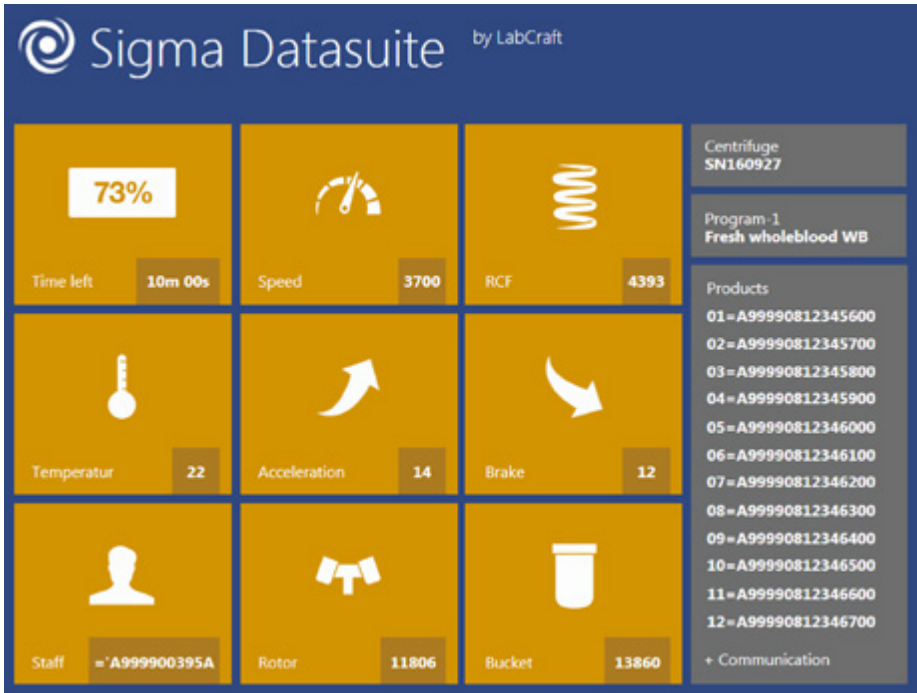 Sigma Datasuite by LabCraft
73%
Time left 10m 00s
Speed 3700
RCF 4393
Temperatur 22
Acceleration 14
Brake 12
Staff ='A999900395A
Rotor 11806
Bucket 13860
Centrifuge
SN160927
Program-1
Fresh wholeblood WB
Products
01=A99990812345600
02=A99990812345700
03=A99990812345800
04=A99990812345900
05=A99990812346000
06=A99990812346100
07=A99990812346200
08=A99990812346300
09=A99990812346400
10=A99990812346500
11=A99990812346600
12=A99990812346700
+ Communication